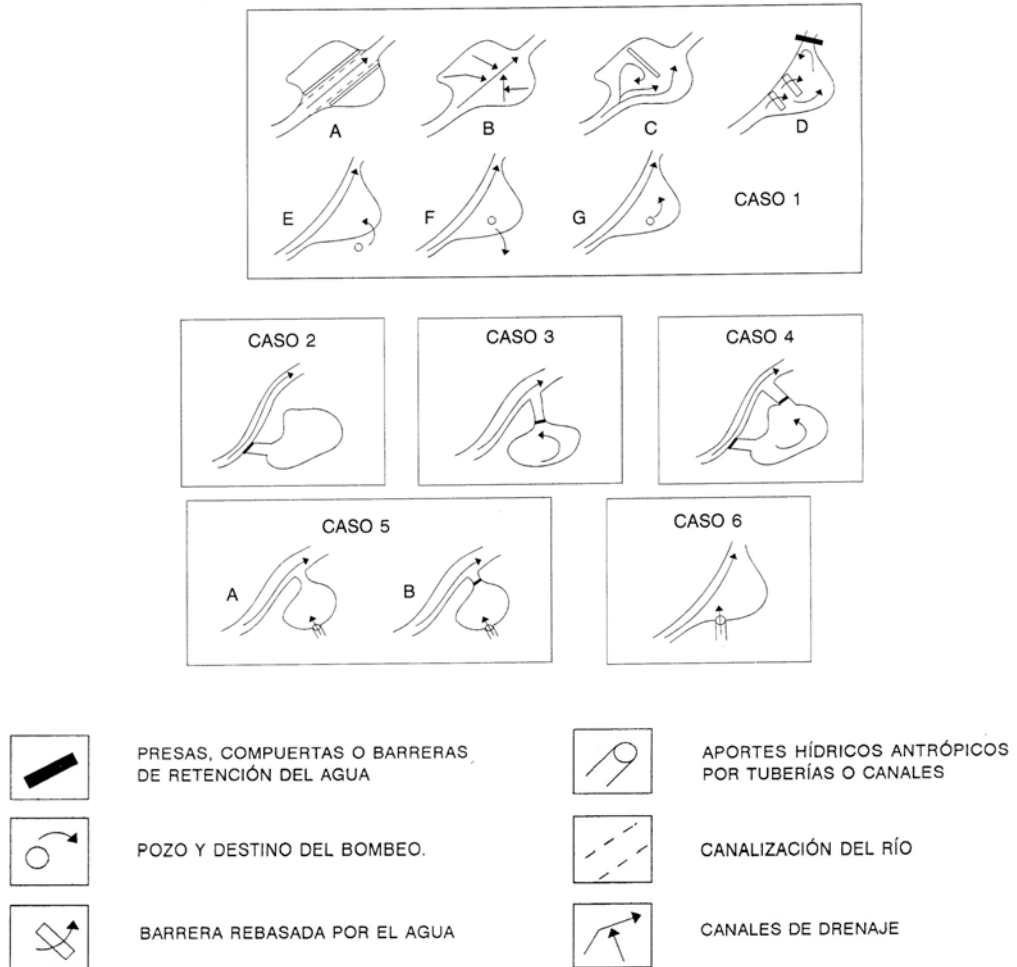 A
B
C
D
E
F
G
CASO 1
CASO 2
CASO 3
CASO 4
CASO 5
A
B
CASO 6
PRESAS, COMPUERTAS O BARRERAS
DE RETENCIÓN DEL AGUA
APORTES HÍDRICOS ANTRÓPICOS
POR TUBERÍAS O CANALES
POZO Y DESTINO DEL BOMBEO.
CANALIZACIÓN DEL RÍO
BARRERA REBASADA POR EL AGUA
CANALES DE DRENAJE